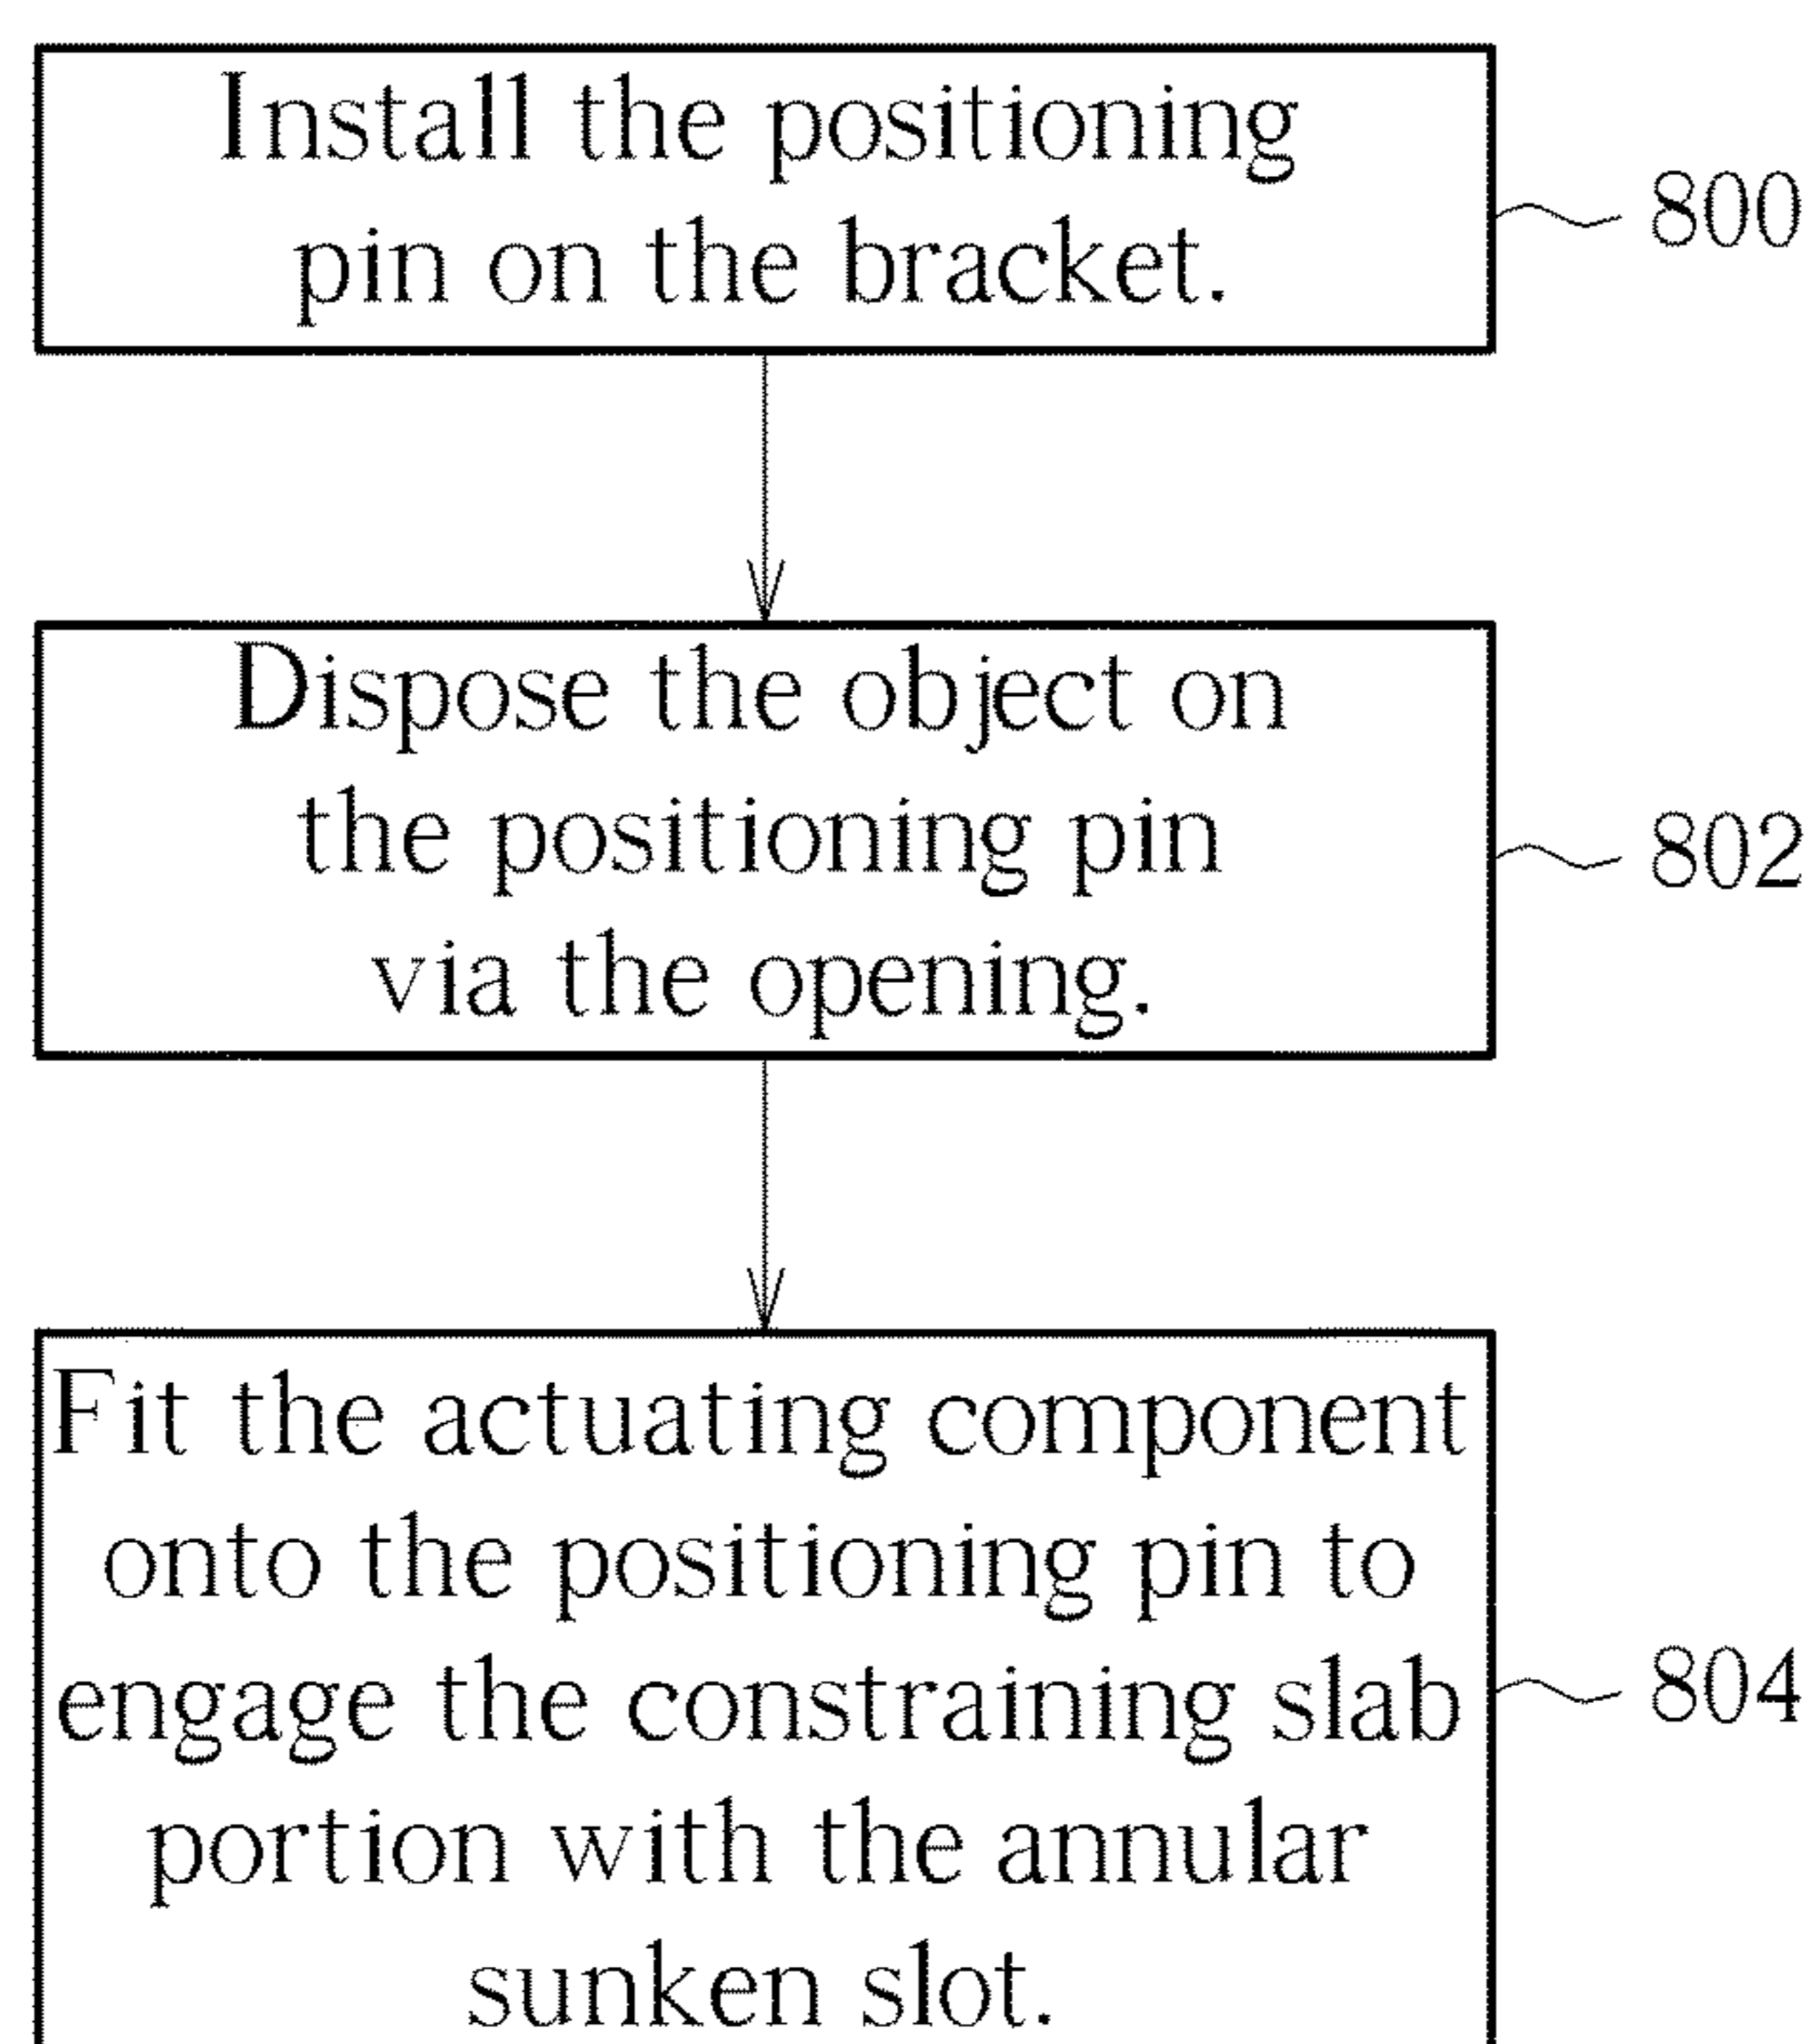 Install the positioning
pin on the bracket.
800
Dispose the object on
the positioning pin
via the opening.
802
Fit the actuating component
onto the positioning pin to
engage the constraining slab
portion with the annular
sunken slot.
804